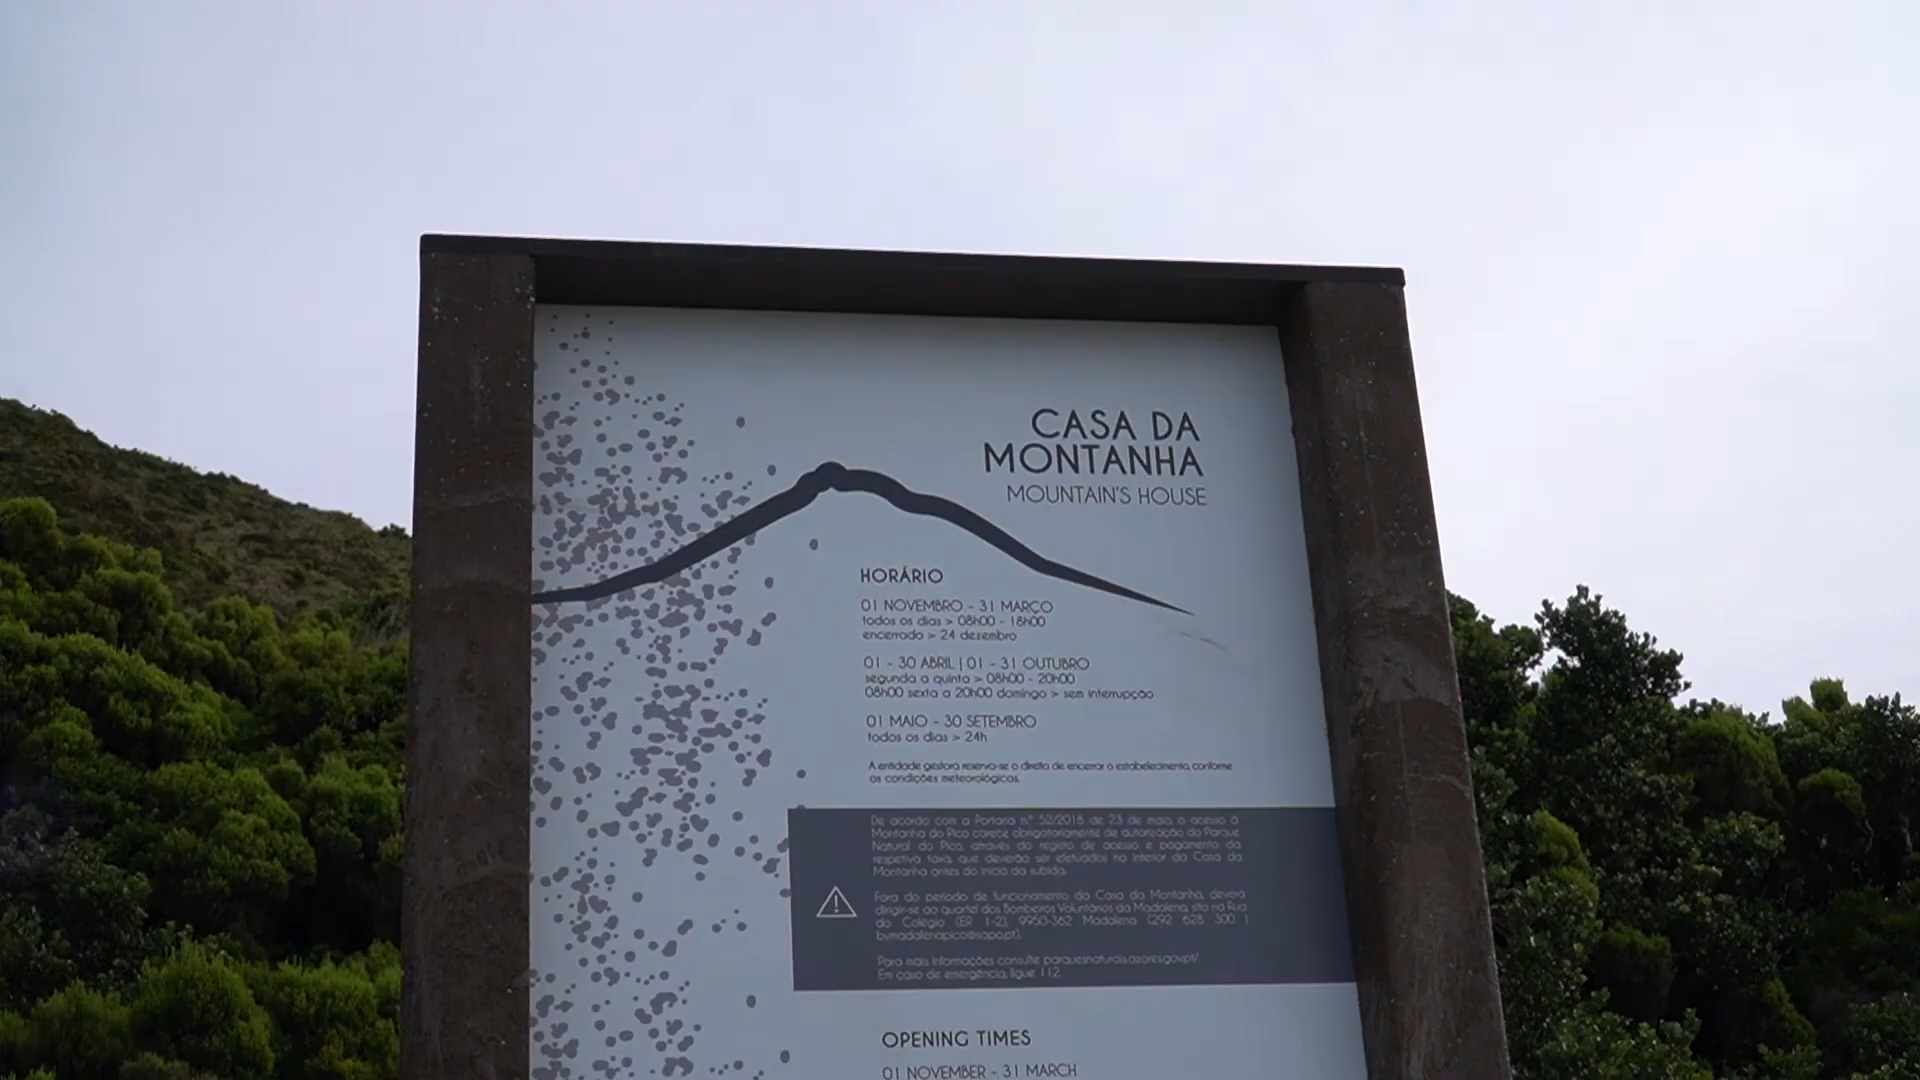 CASA DA
MONTANHA
MOUNTAIN'S HOUSE
HORÁRIO
01 NOVEMBRO - 31 MARÇO
todos os dias > 08h00 - 18h00
encerrado > 24 dezembro
01 - 30 ABRIL | 01 - 31 OUTUBRO
segunda a quinta > 08h00 - 20h00
08h00 sexta a 20h00 domingo > sem interrupção
01 MAIO - 30 SETEMBRO
todos os dias > 24h
A entidade gestora reserva-se o direito de encerrar o estabelecimento, conforme
as condições meteorológicas.
De acordo com a Portaria n.º 52/2018 de 23 de maio, o acesso à
Montanha do Pico carece obrigatoriamente de autorização do Parque
Natural do Pico, através do registo de acesso e pagamento da
respetiva taxa, que deverão ser efetuados no interior da Casa da
Montanha antes do início da subida.
Fora do período de funcionamento da Casa da Montanha, deverá
dirigir-se ao quartel dos Bombeiros Voluntários da Madalena, sito na Rua
do Colégio (ER 1-2), 9950-362 Madalena (292 628 300 |
bvmadalenapico@sapo.pt).
Para mais informações consulte parquesnaturais.azores.gov.pt/
Em caso de emergência, ligue 112.
OPENING TIMES
01 NOVEMBER - 31 MARCH